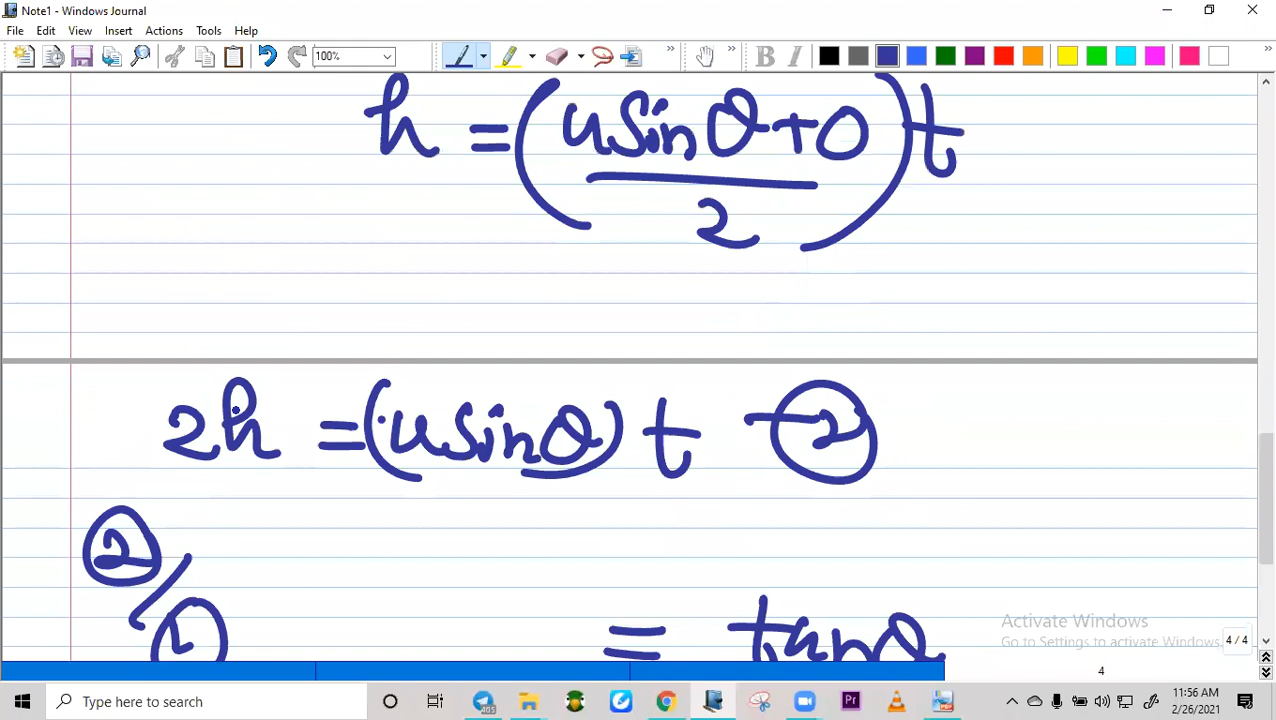 Note1 - Windows Journal
File Edit View Insert Actions Tools Help
100%
B I
h = (usinθ+0)t
2
2h = (usinθ) t -②
②/①
= tanθ
Activate Windows
Go to Settings to activate Windows.
4 / 4
4
Type here to search
11:56 AM
2/26/2021